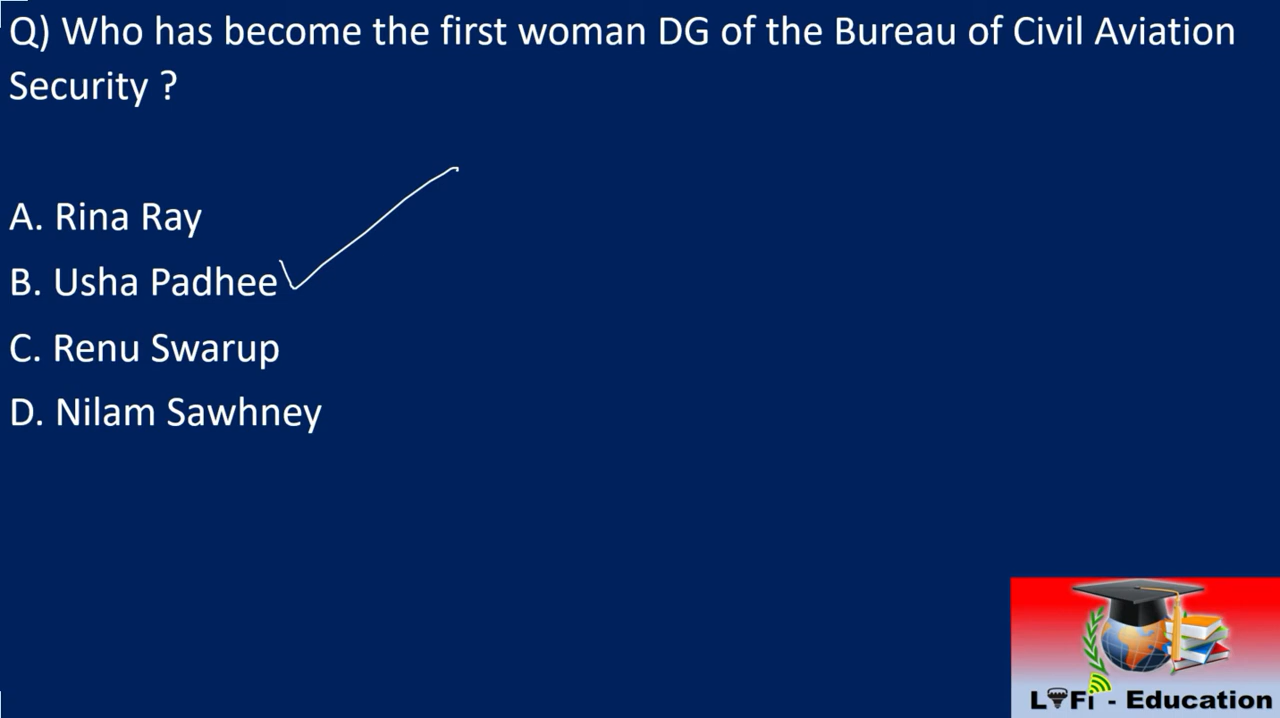 Q) Who has become the first woman DG of the Bureau of Civil Aviation
Security ?
A. Rina Ray
B. Usha Padhee
C. Renu Swarup
D. Nilam Sawhney
LiFi - Education